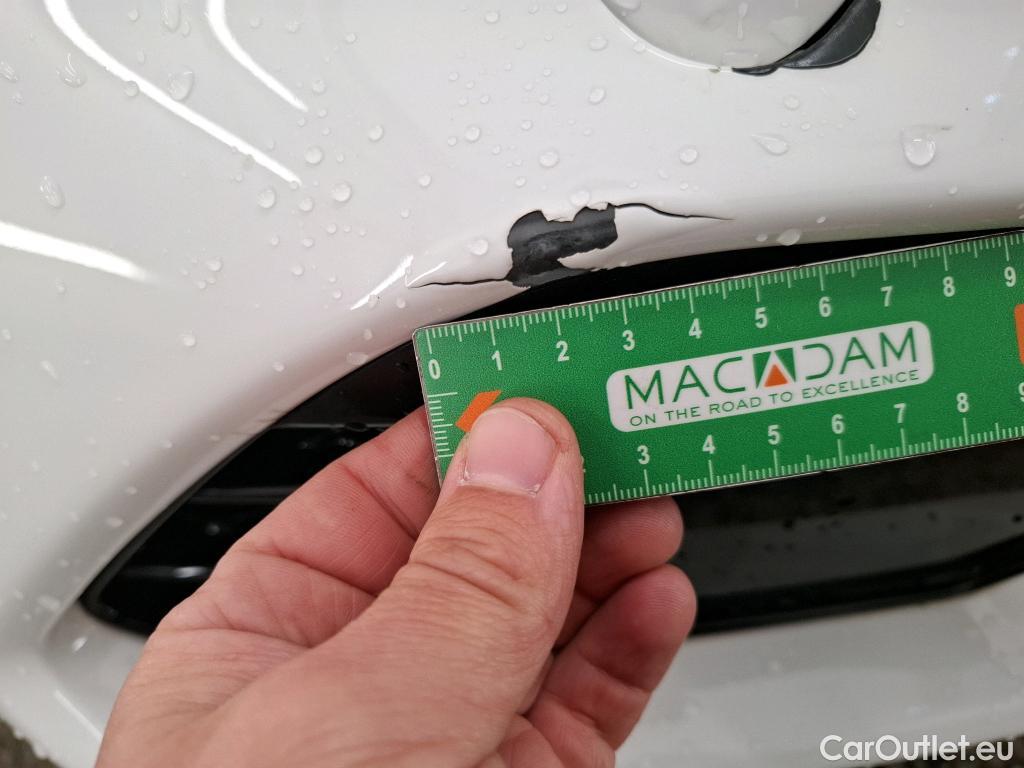 0 1 2 3 4 5 6 7 8 9
MACADAM
ON THE ROAD TO EXCELLENCE
3 4 5 6 7 8 9
CarOutlet.eu